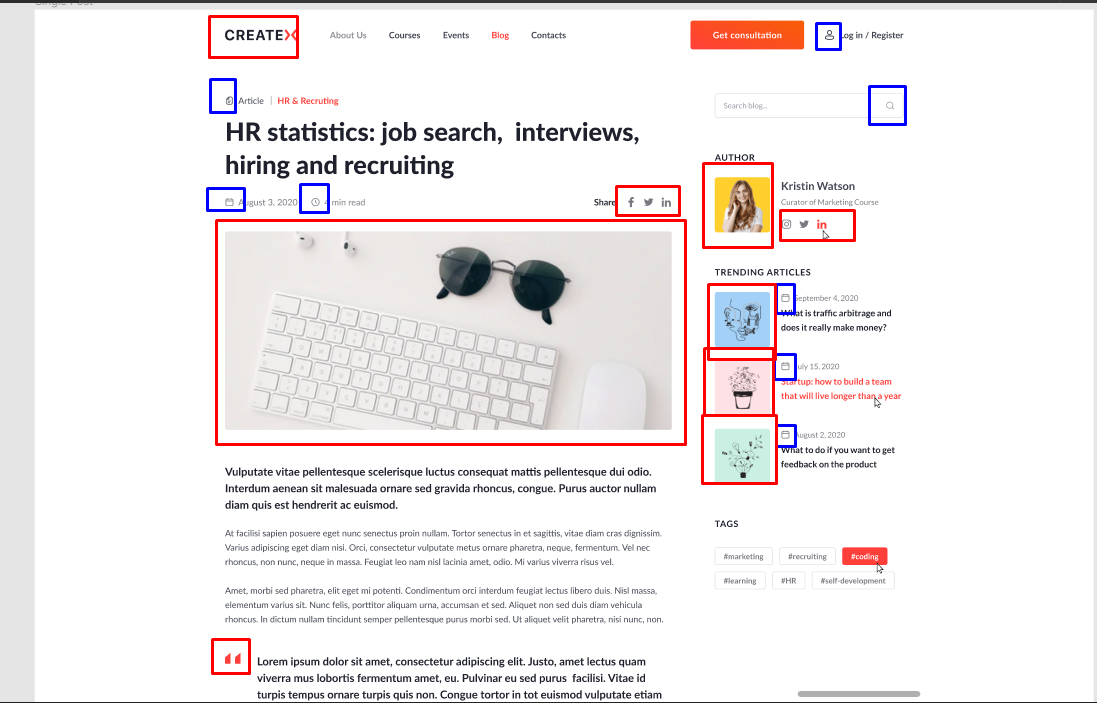 Single Post
CREATEX
About Us
Courses
Events
Blog
Contacts
Get consultation
Log in / Register
Article | HR & Recruting
HR statistics: job search, interviews,
hiring and recruiting
August 3, 2020
4 min read
Share
Vulputate vitae pellentesque scelerisque luctus consequat mattis pellentesque dui odio.
Interdum aenean sit malesuada ornare sed gravida rhoncus, congue. Purus auctor nullam
diam quis est hendrerit ac euismod.
At facilisi sapien posuere eget nunc senectus proin nullam. Tortor senectus in et sagittis, vitae diam cras dignissim.
Varius adipiscing eget diam nisi. Orci, consectetur vulputate metus ornare pharetra, neque, fermentum. Vel nec
rhoncus, non nunc, neque in massa. Feugiat leo nam nisl lacinia amet, odio. Mi varius viverra risus vel.
Amet, morbi sed pharetra, elit eget mi potenti. Condimentum orci interdum feugiat lectus libero duis. Nisl massa,
elementum varius sit. Nunc felis, porttitor aliquam urna, accumsan et sed. Aliquet non sed duis diam vehicula
rhoncus. In dictum nullam tincidunt semper pellentesque purus morbi sed. Ut aliquet velit pharetra, nisi nunc, non.
Lorem ipsum dolor sit amet, consectetur adipiscing elit. Justo, amet lectus quam
viverra mus lobortis fermentum amet, eu. Pulvinar eu sed purus facilisi. Vitae id
turpis tempus ornare turpis quis non. Congue tortor in tot euismod vulputate etiam
Search blog...
AUTHOR
Kristin Watson
Curator of Marketing Course
TRENDING ARTICLES
September 4, 2020
What is traffic arbitrage and
does it really make money?
July 15, 2020
Startup: how to build a team
that will live longer than a year
August 2, 2020
What to do if you want to get
feedback on the product
TAGS
#marketing
#recruiting
#coding
#learning
#HR
#self-development